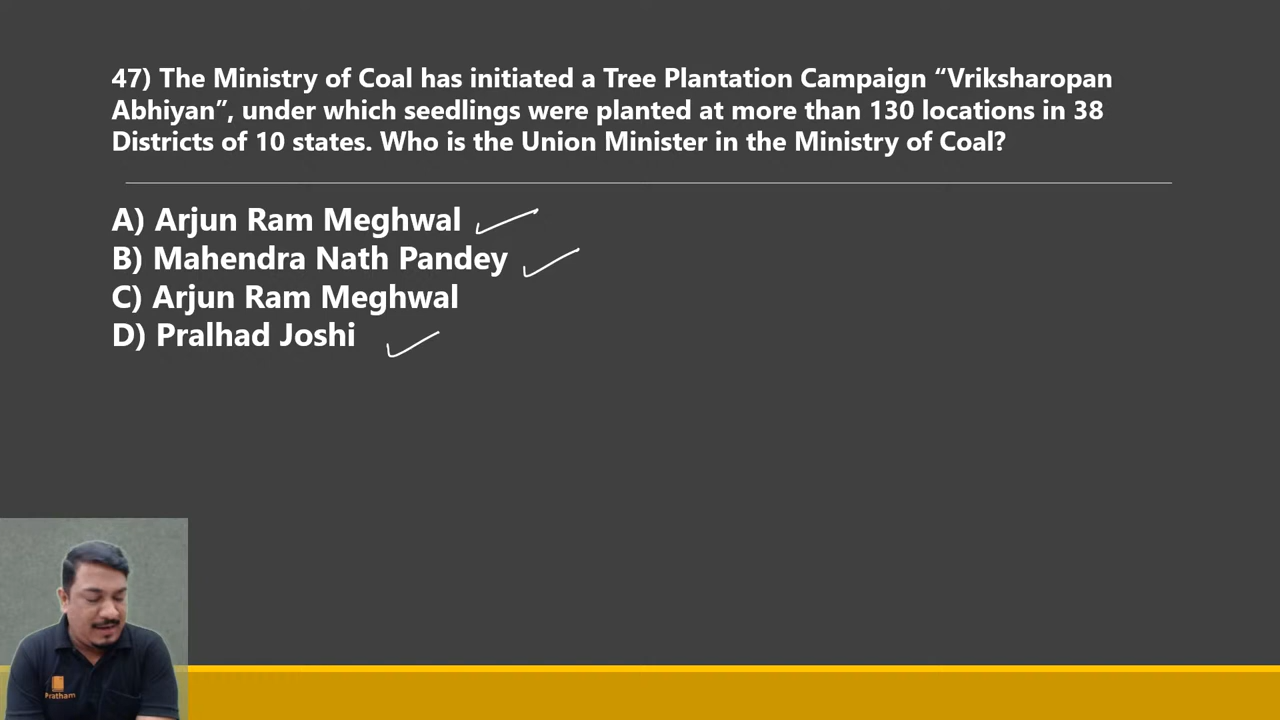 47) The Ministry of Coal has initiated a Tree Plantation Campaign “Vriksharopan
Abhiyan”, under which seedlings were planted at more than 130 locations in 38
Districts of 10 states. Who is the Union Minister in the Ministry of Coal?
A) Arjun Ram Meghwal
B) Mahendra Nath Pandey
C) Arjun Ram Meghwal
D) Pralhad Joshi
Pratham